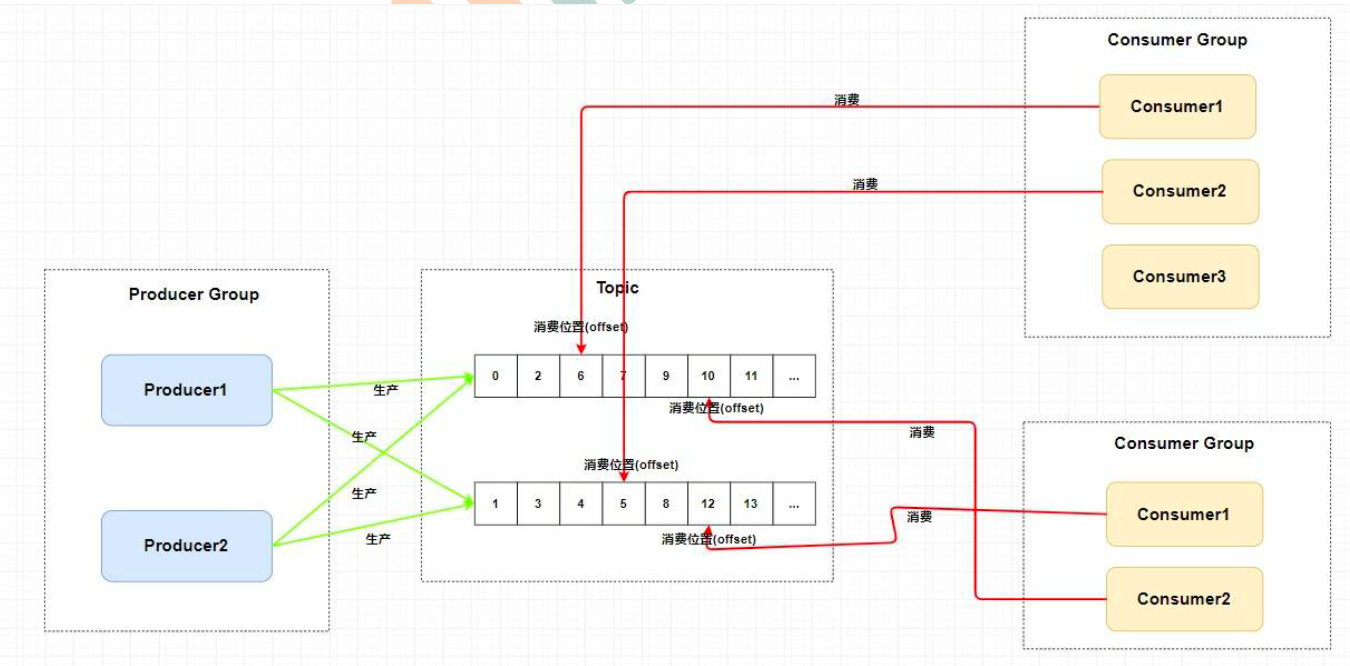 Consumer Group
消费
Consumer1
消费
Consumer2
Consumer3
Producer Group
Producer1
Producer2
生产
生产
生产
生产
Topic
消费位置(offset)
0 2 6 7 9 10 11 ...
消费位置(offset)
消费位置(offset)
1 3 4 5 8 12 13 ...
消费位置(offset)
消费
消费
Consumer Group
Consumer1
Consumer2